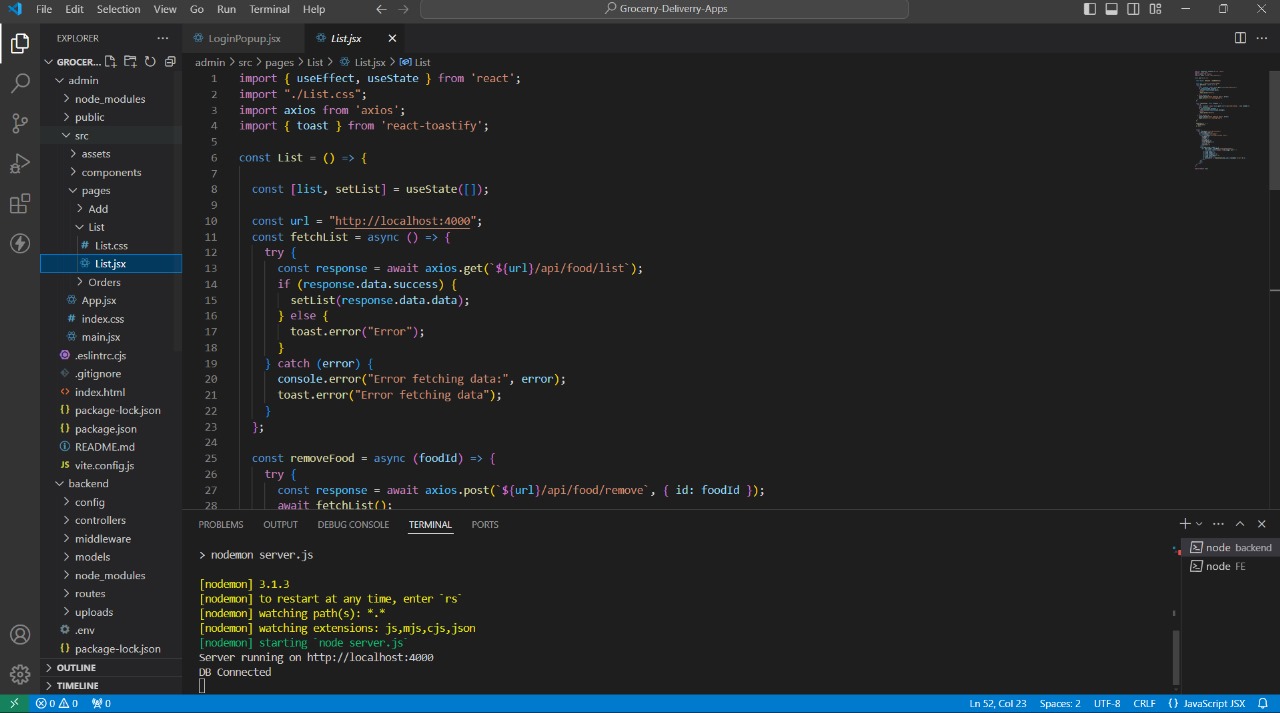 File Edit Selection View Go Run Terminal Help
Grocerry-Deliverry-Apps
EXPLORER
GROCER...
admin
node_modules
public
src
assets
components
pages
Add
List
# List.css
List.jsx
Orders
App.jsx
# index.css
main.jsx
.eslintrc.cjs
.gitignore
<> index.html
{} package-lock.json
{} package.json
README.md
JS vite.config.js
backend
config
controllers
middleware
models
node_modules
routes
uploads
.env
{} package-lock.json
OUTLINE
TIMELINE
LoginPopup.jsx
List.jsx
admin > src > pages > List > List.jsx > List
1 import { useEffect, useState } from 'react';
2 import "./List.css";
3 import axios from 'axios';
4 import { toast } from 'react-toastify';
5
6 const List = () => {
7
8 const [list, setList] = useState([]);
9
10 const url = "http://localhost:4000";
11 const fetchList = async () => {
12 try {
13 const response = await axios.get(`${url}/api/food/list`);
14 if (response.data.success) {
15 setList(response.data.data);
16 } else {
17 toast.error("Error");
18 }
19 } catch (error) {
20 console.error("Error fetching data:", error);
21 toast.error("Error fetching data");
22 }
23 };
24
25 const removeFood = async (foodId) => {
26 try {
27 const response = await axios.post(`${url}/api/food/remove`, { id: foodId });
28 await fetchList();
PROBLEMS OUTPUT DEBUG CONSOLE TERMINAL PORTS
> nodemon server.js
[nodemon] 3.1.3
[nodemon] to restart at any time, enter `rs`
[nodemon] watching path(s): *.*
[nodemon] watching extensions: js,mjs,cjs,json
[nodemon] starting `node server.js`
Server running on http://localhost:4000
DB Connected
node backend
node FE
0 0 0
Ln 52, Col 23 Spaces: 2 UTF-8 CRLF {} JavaScript JSX